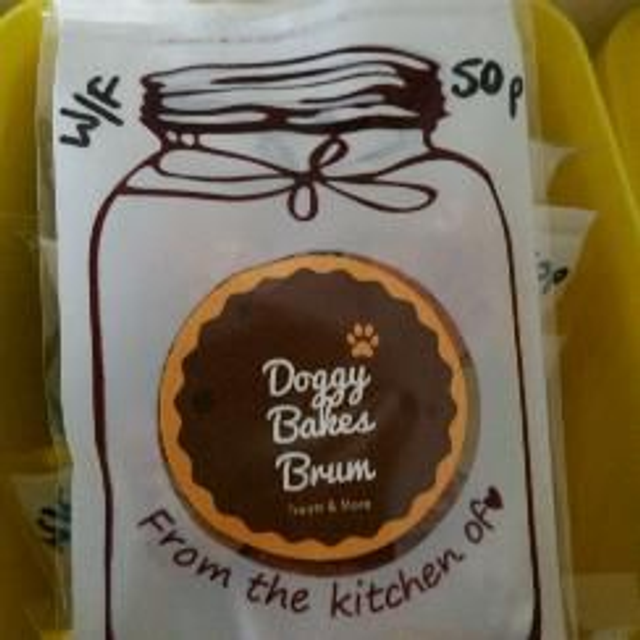 W/F
50p
Doggy
Bakes
Brum
Treats & More
From the kitchen of